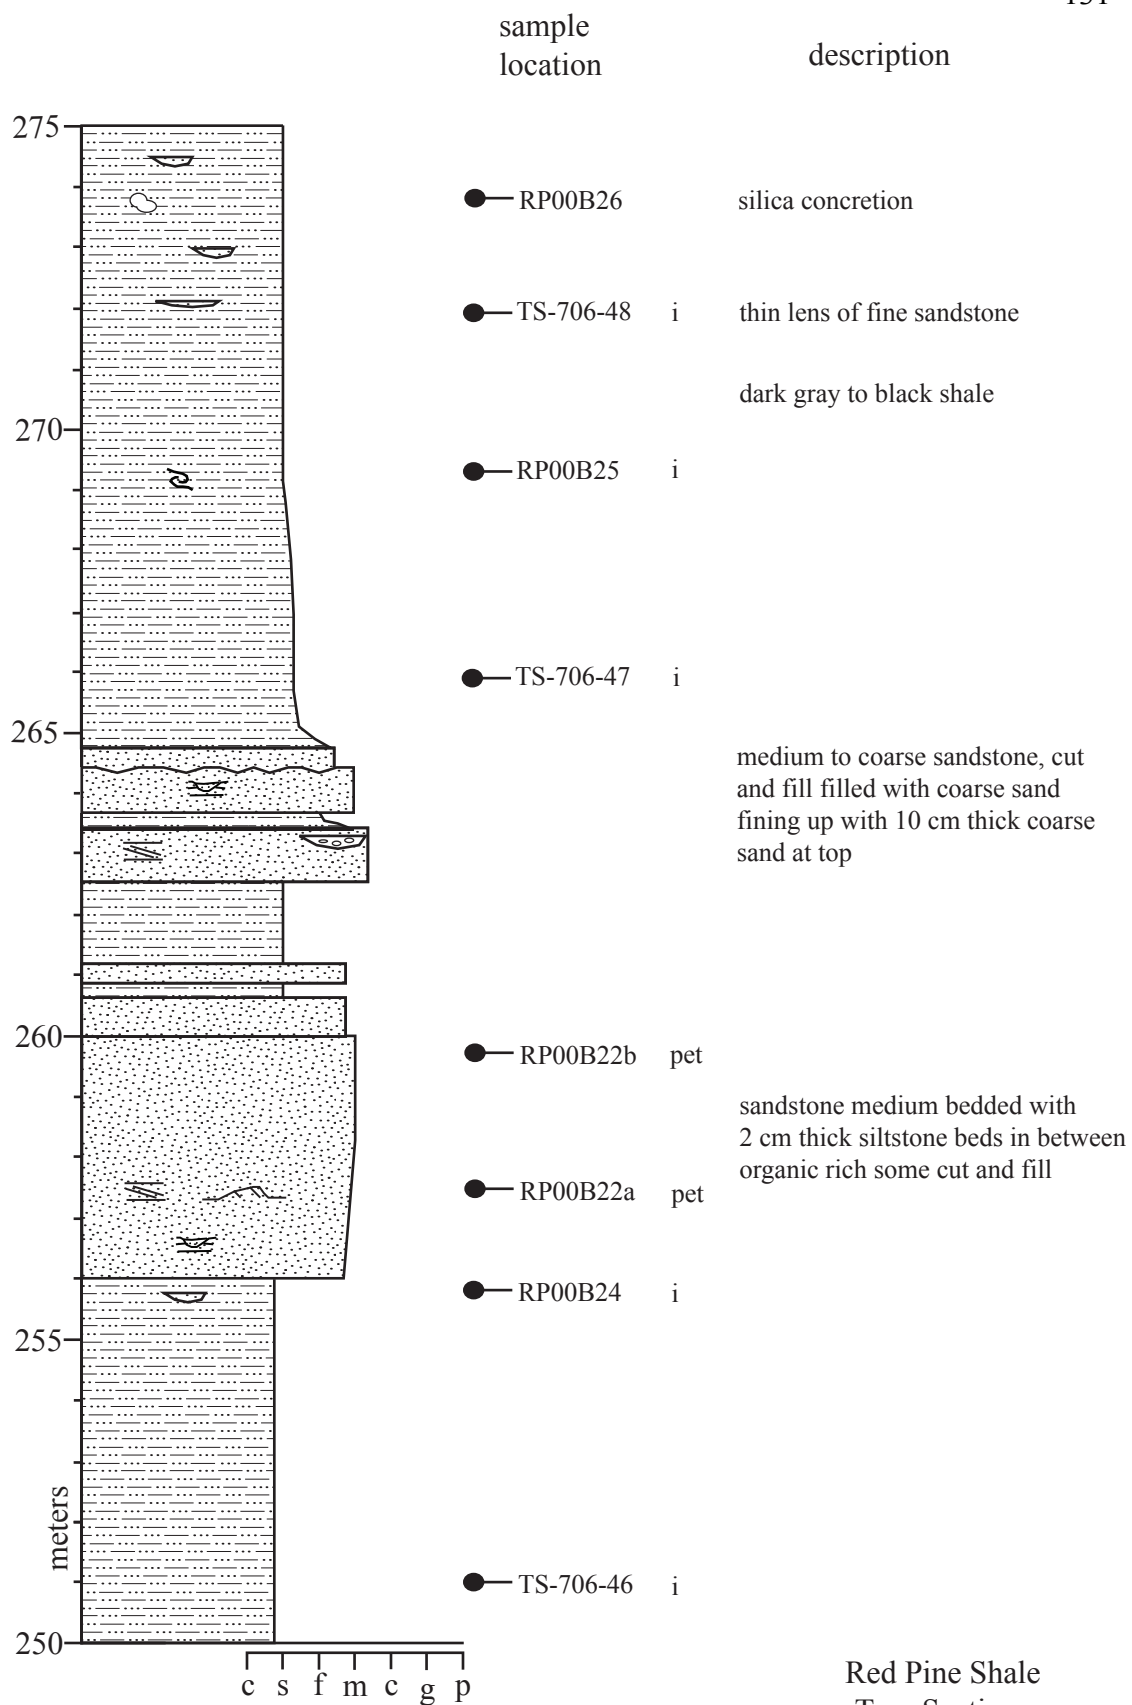 sample
location
description
275
RP00B26
silica concretion
TS-706-48 i
thin lens of fine sandstone
dark gray to black shale
270
RP00B25 i
TS-706-47 i
265
medium to coarse sandstone, cut
and fill filled with coarse sand
fining up with 10 cm thick coarse
sand at top
260
RP00B22b pet
sandstone medium bedded with
2 cm thick siltstone beds in between
organic rich some cut and fill
RP00B22a pet
RP00B24 i
255
meters
TS-706-46 i
250
c s f m c g p
Red Pine Shale